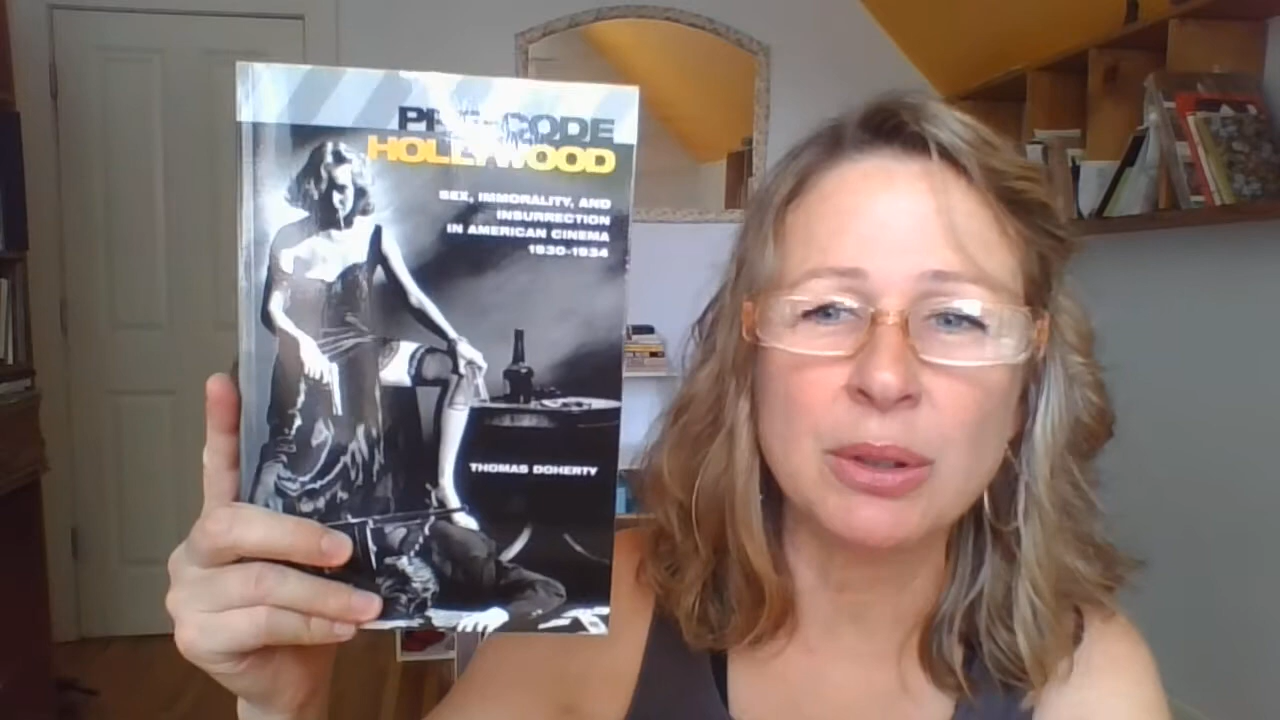 PRE-CODE
HOLLYWOOD
SEX, IMMORALITY, AND
INSURRECTION
IN AMERICAN CINEMA
1930-1934
THOMAS DOHERTY